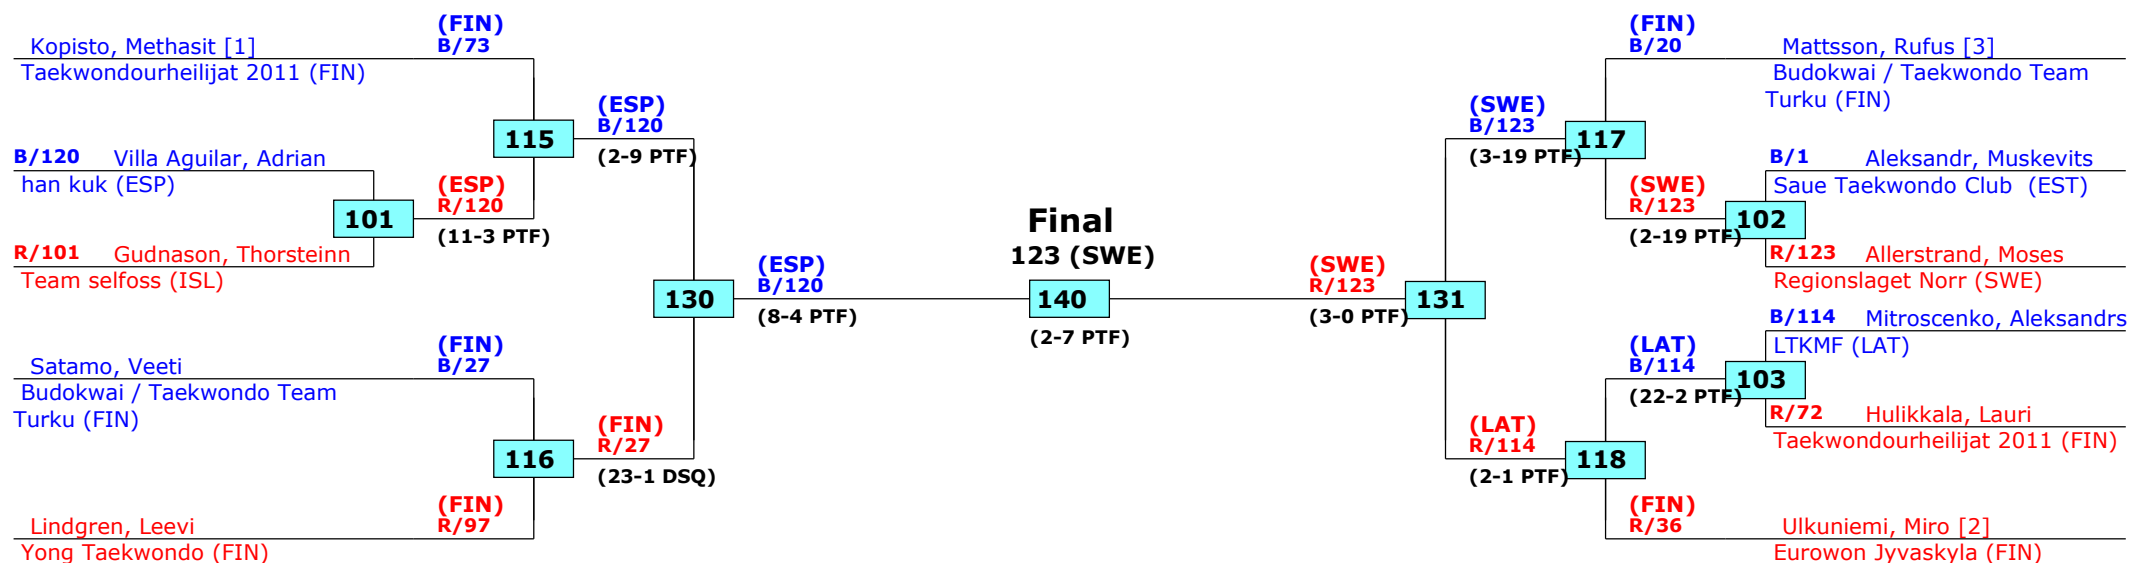 (FIN)
B/73
Kopisto, Methasit [1]
Taekwondourheilijat 2011 (FIN)
(ESP)
B/120
115
(2-9 PTF)
B/120 Villa Aguilar, Adrian
han kuk (ESP)
(ESP)
R/120
101
(11-3 PTF)
R/101 Gudnason, Thorsteinn
Team selfoss (ISL)
(ESP)
B/120
130
(8-4 PTF)
(FIN)
B/27
Satamo, Veeti
Budokwai / Taekwondo Team
Turku (FIN)
(FIN)
R/27
116
(23-1 DSQ)
(FIN)
R/97
Lindgren, Leevi
Yong Taekwondo (FIN)
Final
123 (SWE)
140
(2-7 PTF)
(FIN)
B/20
Mattsson, Rufus [3]
Budokwai / Taekwondo Team
Turku (FIN)
(SWE)
B/123
117
(3-19 PTF)
B/1 Aleksandr, Muskevits
Saue Taekwondo Club (EST)
(SWE)
R/123
102
(2-19 PTF)
R/123 Allerstrand, Moses
Regionslaget Norr (SWE)
(SWE)
R/123
131
(3-0 PTF)
B/114 Mitroscenko, Aleksandrs
LTKMF (LAT)
(LAT)
B/114
103
(22-2 PTF)
R/72 Hulikkala, Lauri
Taekwondourheilijat 2011 (FIN)
(LAT)
R/114
118
(2-1 PTF)
(FIN)
R/36
Ulkuniemi, Miro [2]
Eurowon Jyvaskyla (FIN)